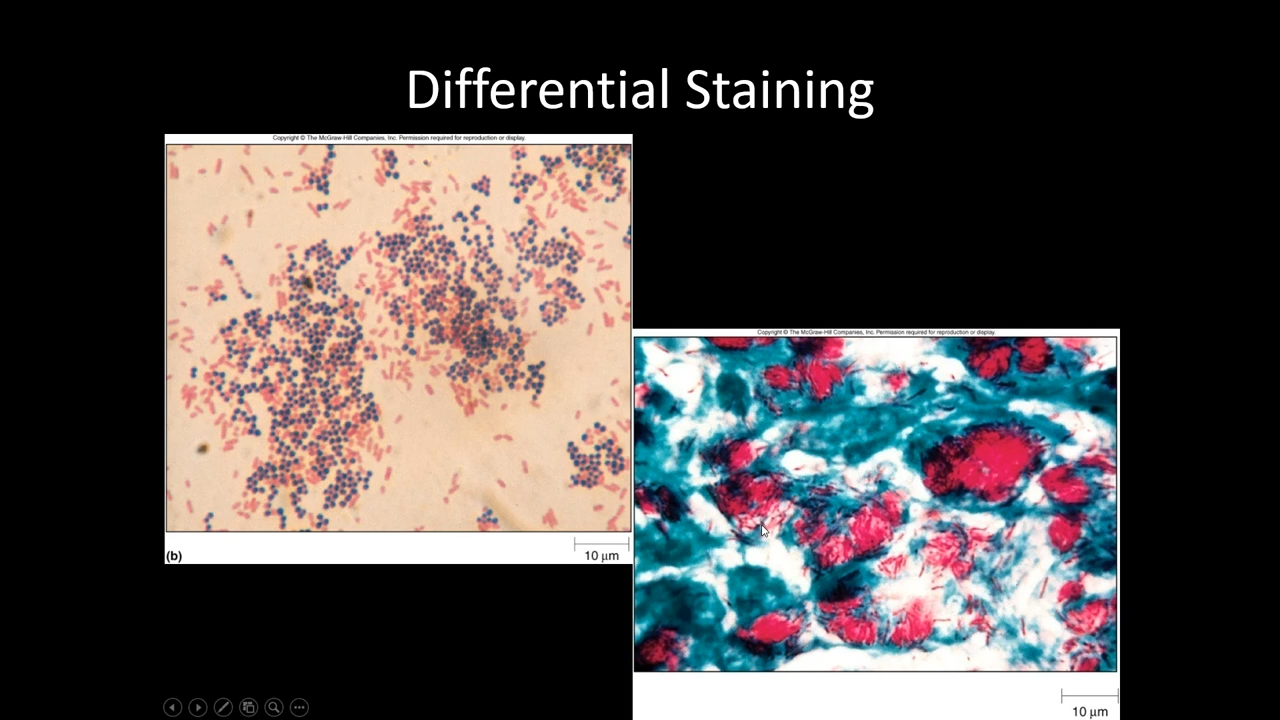 Differential Staining
Copyright © The McGraw-Hill Companies, Inc. Permission required for reproduction or display.
(b)
10 μm
Copyright © The McGraw-Hill Companies, Inc. Permission required for reproduction or display.
10 μm